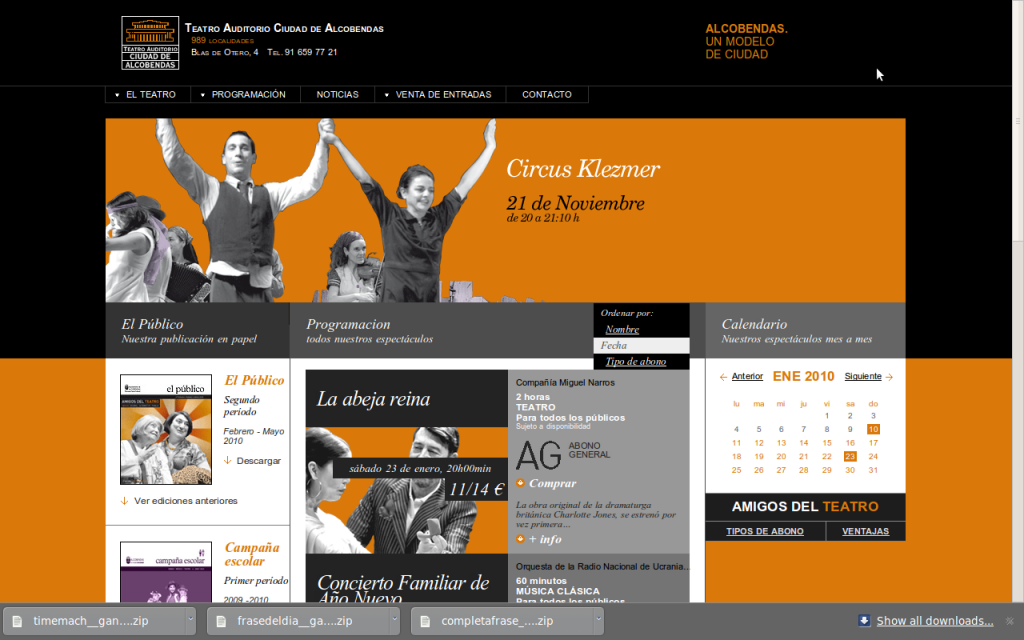 TEATRO AUDITORIO
CIUDAD DE
ALCOBENDAS
TEATRO AUDITORIO CIUDAD DE ALCOBENDAS
989 LOCALIDADES
BLAS DE OTERO, 4 TEL. 91 659 77 21
ALCOBENDAS.
UN MODELO
DE CIUDAD
EL TEATRO
PROGRAMACIÓN
NOTICIAS
VENTA DE ENTRADAS
CONTACTO
Circus Klezmer
21 de Noviembre
de 20 a 21:10 h
El Público
Nuestra publicación en papel
Programacion
todos nuestros espectáculos
Ordenar por:
Nombre
Fecha
Tipo de abono
Calendario
Nuestros espectáculos mes a mes
el público
AMIGOS DEL TEATRO
El Público
Segundo
período
Febrero - Mayo
2010
Descargar
Ver ediciones anteriores
campaña escolar
Campaña
escolar
Primer período
2009 -2010
La abeja reina
sábado 23 de enero, 20h00min
11/14 €
Compañía Miguel Narros
2 horas
TEATRO
Para todos los públicos
Sujeto a disponibilidad
AG ABONO
GENERAL
Comprar
La obra original de la dramaturga
británica Charlotte Jones, se estrenó por
vez primera...
+ info
Concierto Familiar de
Año Nuevo
Orquesta de la Radio Nacional de Ucrania...
60 minutos
MÚSICA CLÁSICA
Para todos los públicos
Anterior ENE 2010 Siguiente
lu ma mi ju vi sa do
1 2 3
4 5 6 7 8 9 10
11 12 13 14 15 16 17
18 19 20 21 22 23 24
25 26 27 28 29 30 31
AMIGOS DEL TEATRO
TIPOS DE ABONO
VENTAJAS
timemach__gan....zip
frasedeldia__ga....zip
completafrase_....zip
Show all downloads...